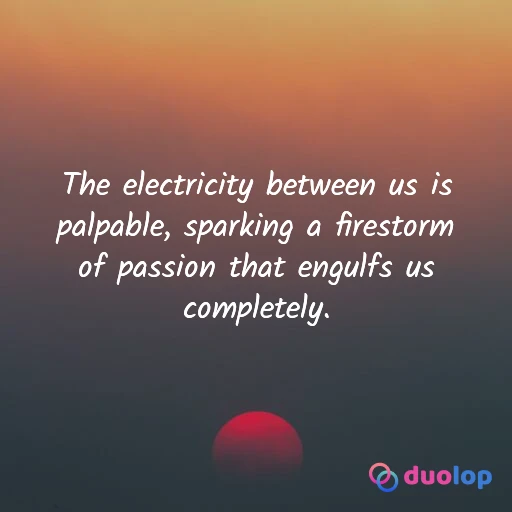 The electricity between us is
palpable, sparking a firestorm
of passion that engulfs us
completely.
duolop